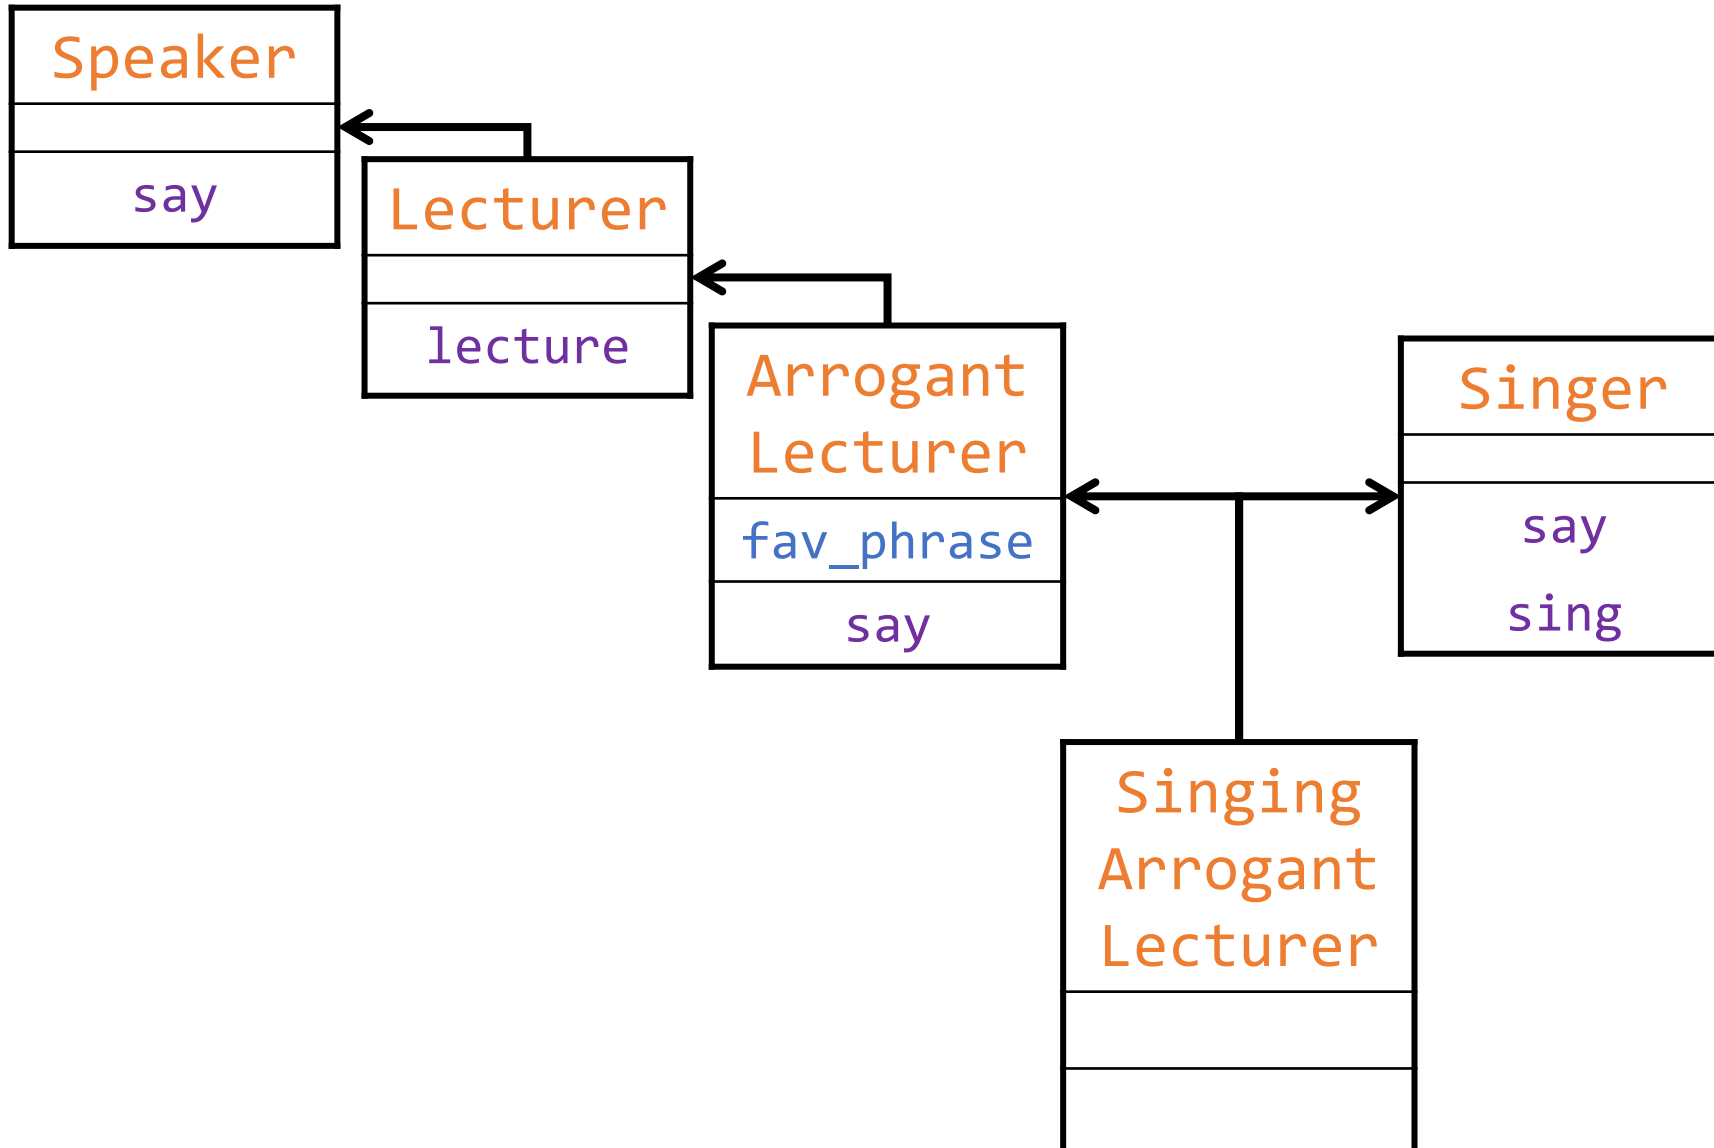 Speaker
say
Lecturer
lecture
Arrogant
Lecturer
fav_phrase
say
Singer
say
sing
Singing
Arrogant
Lecturer